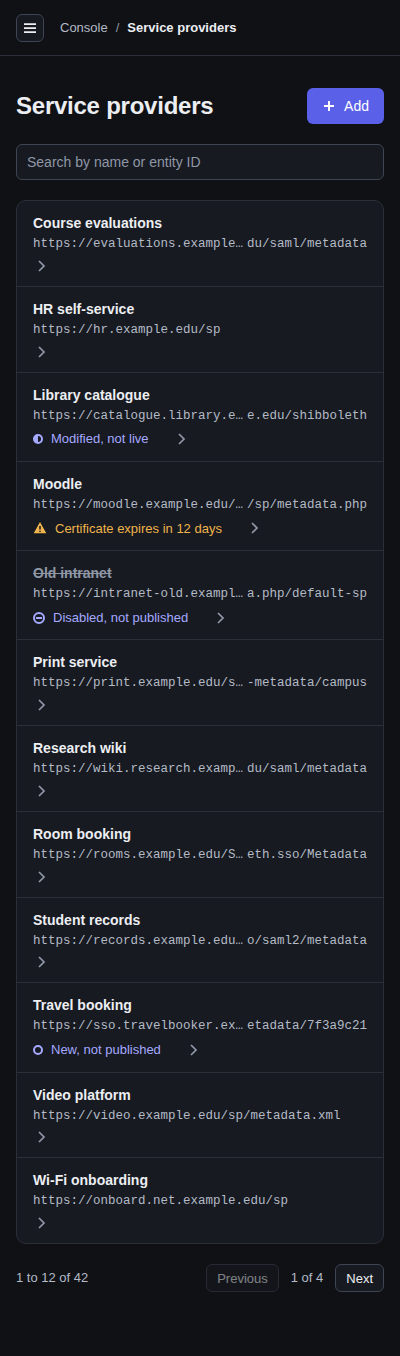 Console / Service providers
Service providers
Add
Search by name or entity ID
Course evaluations
https://evaluations.example… du/saml/metadata
HR self-service
https://hr.example.edu/sp
Library catalogue
https://catalogue.library.e… e.edu/shibboleth
Modified, not live
Moodle
https://moodle.example.edu/… /sp/metadata.php
Certificate expires in 12 days
Old intranet
https://intranet-old.exampl… a.php/default-sp
Disabled, not published
Print service
https://print.example.edu/s… -metadata/campus
Research wiki
https://wiki.research.examp… du/saml/metadata
Room booking
https://rooms.example.edu/S… eth.sso/Metadata
Student records
https://records.example.edu… o/saml2/metadata
Travel booking
https://sso.travelbooker.ex… etadata/7f3a9c21
New, not published
Video platform
https://video.example.edu/sp/metadata.xml
Wi-Fi onboarding
https://onboard.net.example.edu/sp
1 to 12 of 42 Previous 1 of 4 Next